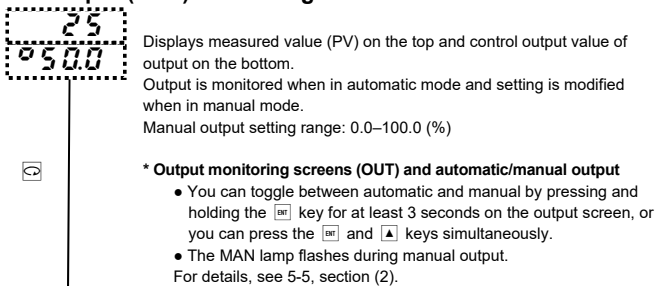 25
°50.0
Displays measured value (PV) on the top and control output value of
output on the bottom.
Output is monitored when in automatic mode and setting is modified
when in manual mode.
Manual output setting range: 0.0–100.0 (%)
* Output monitoring screens (OUT) and automatic/manual output
● You can toggle between automatic and manual by pressing and
holding the ENT key for at least 3 seconds on the output screen, or
you can press the ENT and ▲ keys simultaneously.
● The MAN lamp flashes during manual output.
For details, see 5-5, section (2).